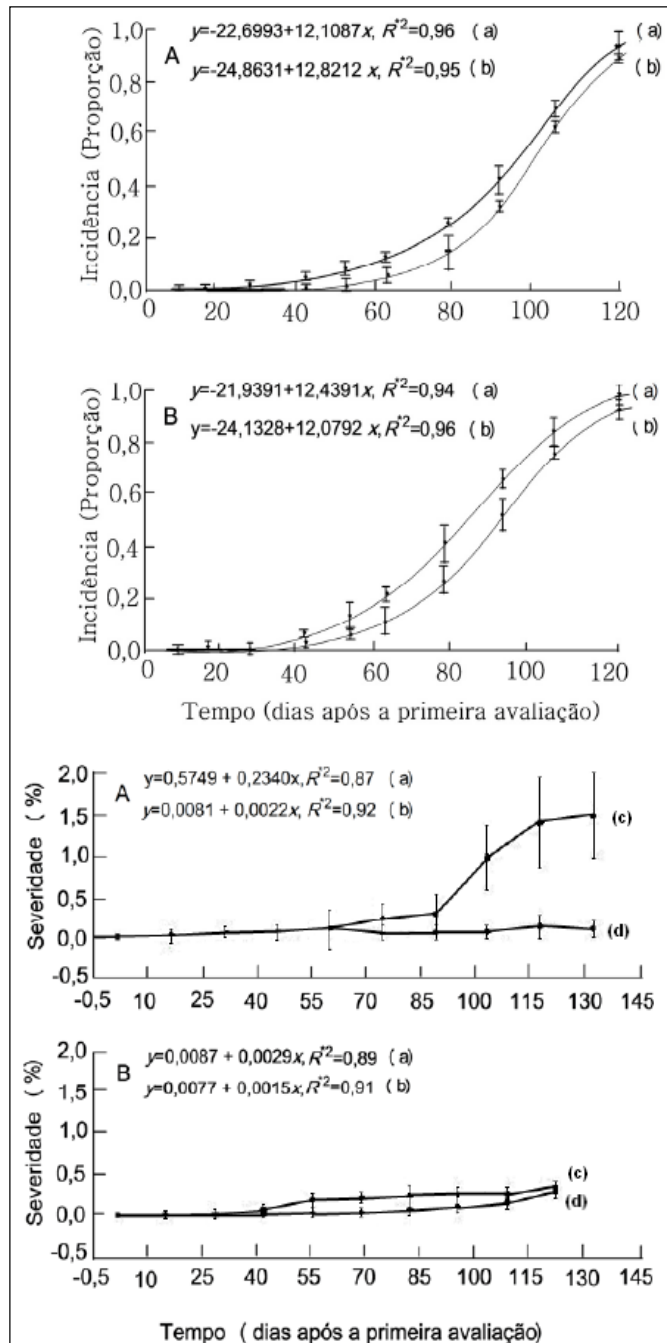 y=-22,6993+12,1087x, R*2=0,96 (a) (a)
A
y=-24,8631+12,8212 x, R*2=0,95 (b) (b)
Incidência (Proporção)
1,0
0,8
0,6
0,4
0,2
0,0
0 20 40 60 80 100 120
y=-21,9391+12,4391x, R*2=0,94 (a) (a)
B
y=-24,1328+12,0792 x, R*2=0,96 (b) (b)
Incidência (Proporção)
1,0
0,8
0,6
0,4
0,2
0,0
0 20 40 60 80 100 120
Tempo (dias após a primeira avaliação)
y=0,5749 + 0,2340x, R*2=0,87 (a)
A
y=0,0081 + 0,0022x, R*2=0,92 (b)
Severidade (%)
2,0
1,5
1,0
0,5
0,0
-0,5
(c)
(d)
-0,5 10 25 40 55 70 85 100 115 130 145
y=0,0087 + 0,0029x, R*2=0,89 (a)
B
y=0,0077 + 0,0015x, R*2=0,91 (b)
Severidade (%)
2,0
1,5
1,0
0,5
0,0
-0,5
(c)
(d)
-0,5 10 25 40 55 70 85 100 115 130 145
Tempo ( dias após a primeira avaliação)